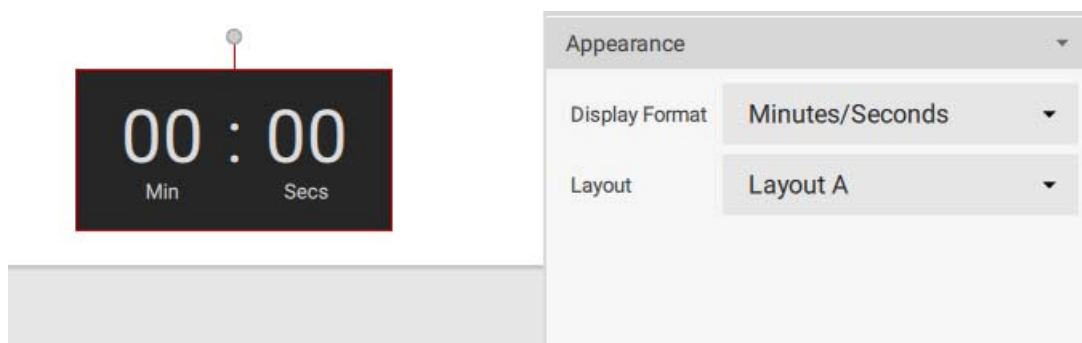 00 : 00
Min Secs
Appearance
Display Format Minutes/Seconds
Layout Layout A